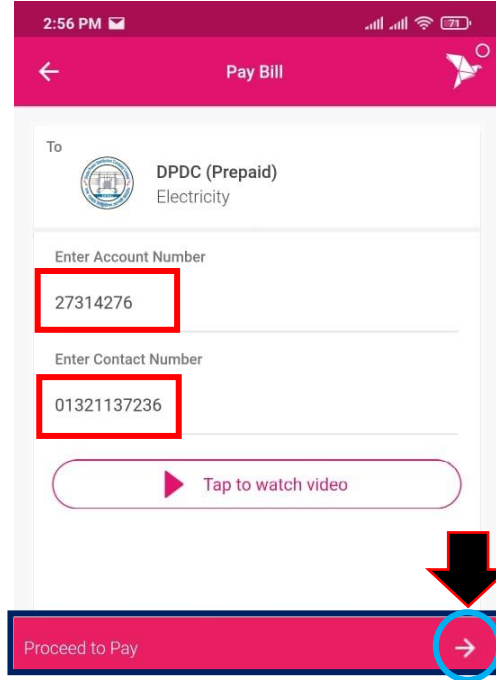 2:56 PM
71
Pay Bill
To
DPDC (Prepaid)
Electricity
Enter Account Number
27314276
Enter Contact Number
01321137236
Tap to watch video
Proceed to Pay